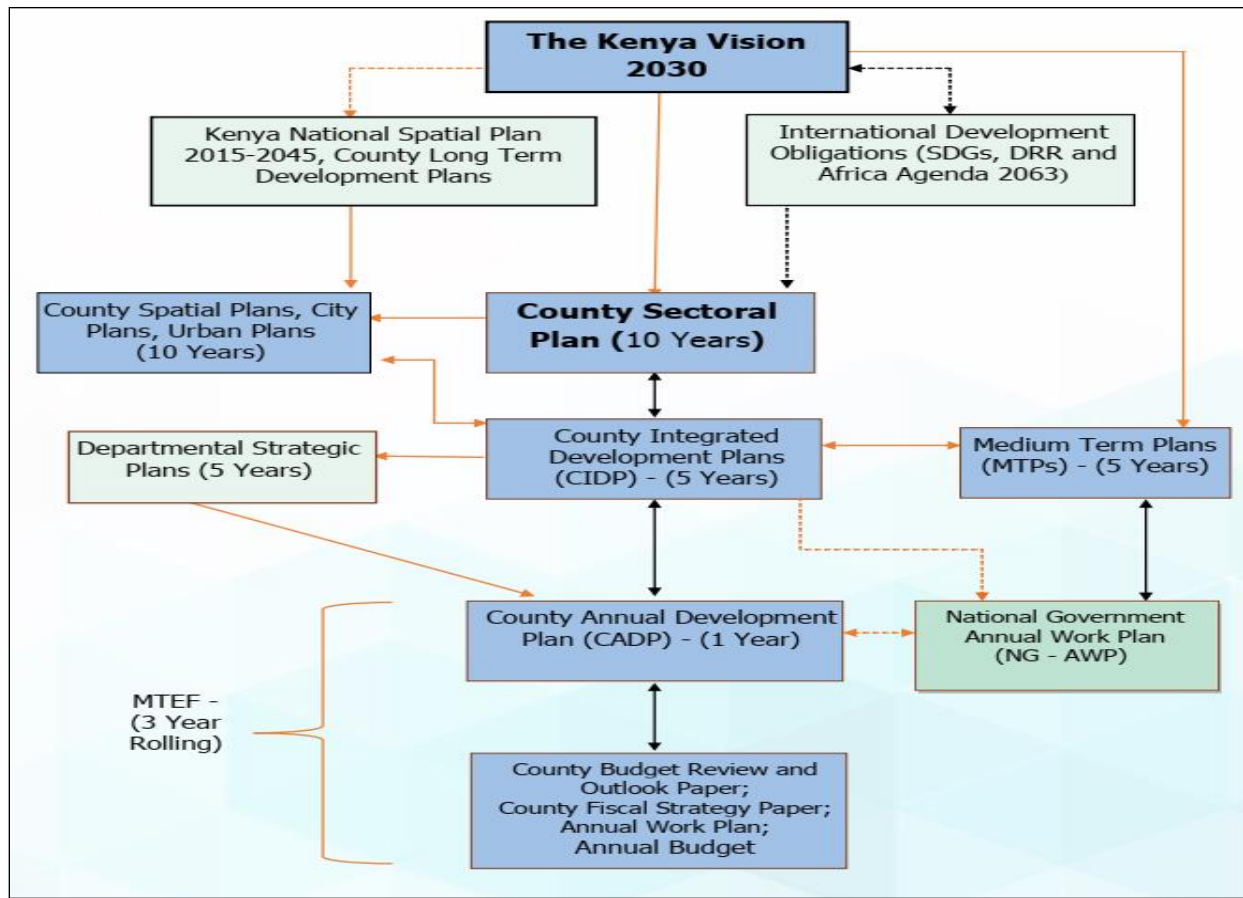 The Kenya Vision
2030
Kenya National Spatial Plan
2015-2045, County Long Term
Development Plans
International Development
Obligations (SDGs, DRR and
Africa Agenda 2063)
County Spatial Plans, City
Plans, Urban Plans
(10 Years)
County Sectoral
Plan (10 Years)
Departmental Strategic
Plans (5 Years)
County Integrated
Development Plans
(CIDP) - (5 Years)
Medium Term Plans
(MTPs) - (5 Years)
County Annual Development
Plan (CADP) - (1 Year)
National Government
Annual Work Plan
(NG - AWP)
MTEF -
(3 Year
Rolling)
County Budget Review and
Outlook Paper;
County Fiscal Strategy Paper;
Annual Work Plan;
Annual Budget